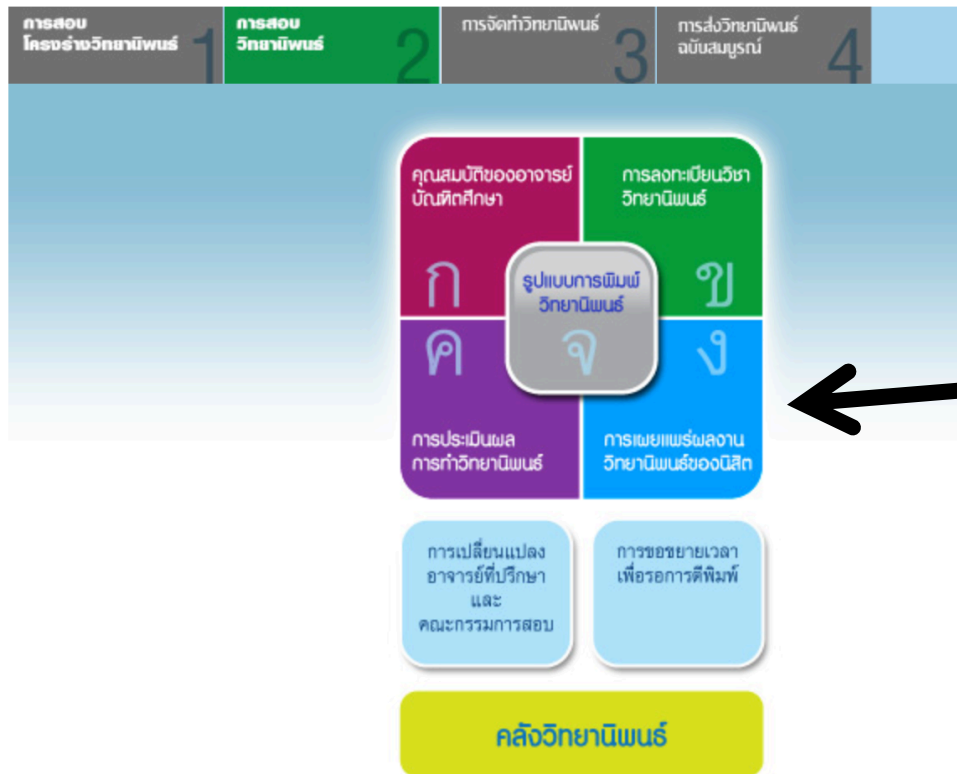 การสอบ
โครงร่างวิทยานิพนธ์
1
การสอบ
วิทยานิพนธ์
2
การจัดทำวิทยานิพนธ์
3
การส่งวิทยานิพนธ์
ฉบับสมบูรณ์
4
คุณสมบัติของอาจารย์
บัณฑิตศึกษา
ก
การลงทะเบียนวิชา
วิทยานิพนธ์
ข
รูปแบบการพิมพ์
วิทยานิพนธ์
จ
ค
การประเมินผล
การทำวิทยานิพนธ์
ง
การเผยแพร่ผลงาน
วิทยานิพนธ์ของนิสิต
การเปลี่ยนแปลง
อาจารย์ที่ปรึกษา
และ
คณะกรรมการสอบ
การขอขยายเวลา
เพื่อรอการตีพิมพ์
คลังวิทยานิพนธ์